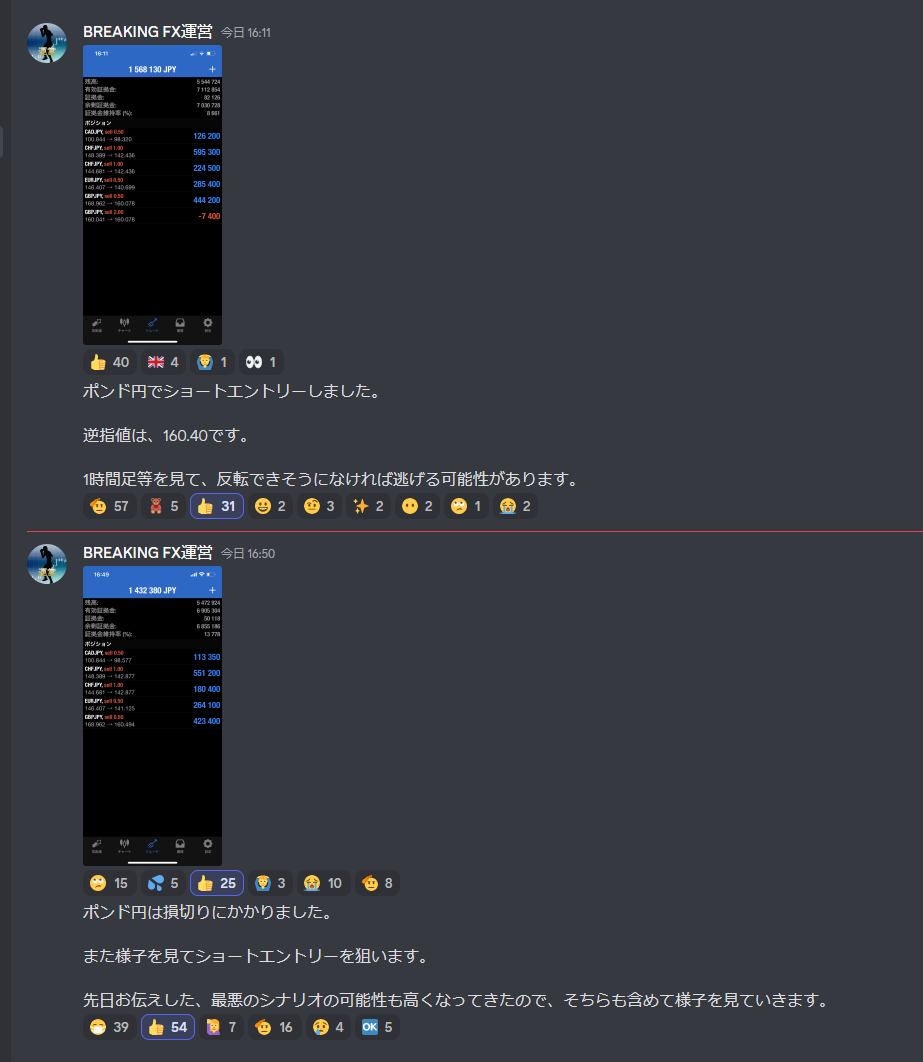 BREAKING FX運営 今日 16:11
16:11
1 568 130 JPY +
残高: 5 544 724
有効証拠金: 7 112 854
証拠金: 82 126
余剰証拠金: 7 030 728
証拠金維持率 (%): 8 661
ポジション
CADJPY, sell 0.50
100.844 → 98.320 126 200
CHFJPY, sell 1.00
148.389 → 142.436 595 300
CHFJPY, sell 1.00
144.681 → 142.436 224 500
EURJPY, sell 0.50
146.407 → 140.699 285 400
GBPJPY, sell 0.50
168.962 → 160.078 444 200
GBPJPY, sell 2.00
160.041 → 160.078 -7 400
40 4 1 1
ポンド円でショートエントリーしました。
逆指値は、160.40です。
1時間足等を見て、反転できそうになければ逃げる可能性があります。
57 5 31 2 3 2 2 1 2
BREAKING FX運営 今日 16:50
16:49
1 432 380 JPY +
残高: 5 472 924
有効証拠金: 6 905 304
証拠金: 50 118
余剰証拠金: 6 855 186
証拠金維持率 (%): 13 778
ポジション
CADJPY, sell 0.50
100.844 → 98.577 113 350
CHFJPY, sell 1.00
148.389 → 142.877 551 200
CHFJPY, sell 1.00
144.681 → 142.877 180 400
EURJPY, sell 0.50
146.407 → 141.125 264 100
GBPJPY, sell 0.50
168.962 → 160.494 423 400
15 5 25 3 10 8
ポンド円は損切りにかかりました。
また様子を見てショートエントリーを狙います。
先日お伝えした、最悪のシナリオの可能性も高くなってきたので、そちらも含めて様子を見ていきます。
39 54 7 16 4 OK 5